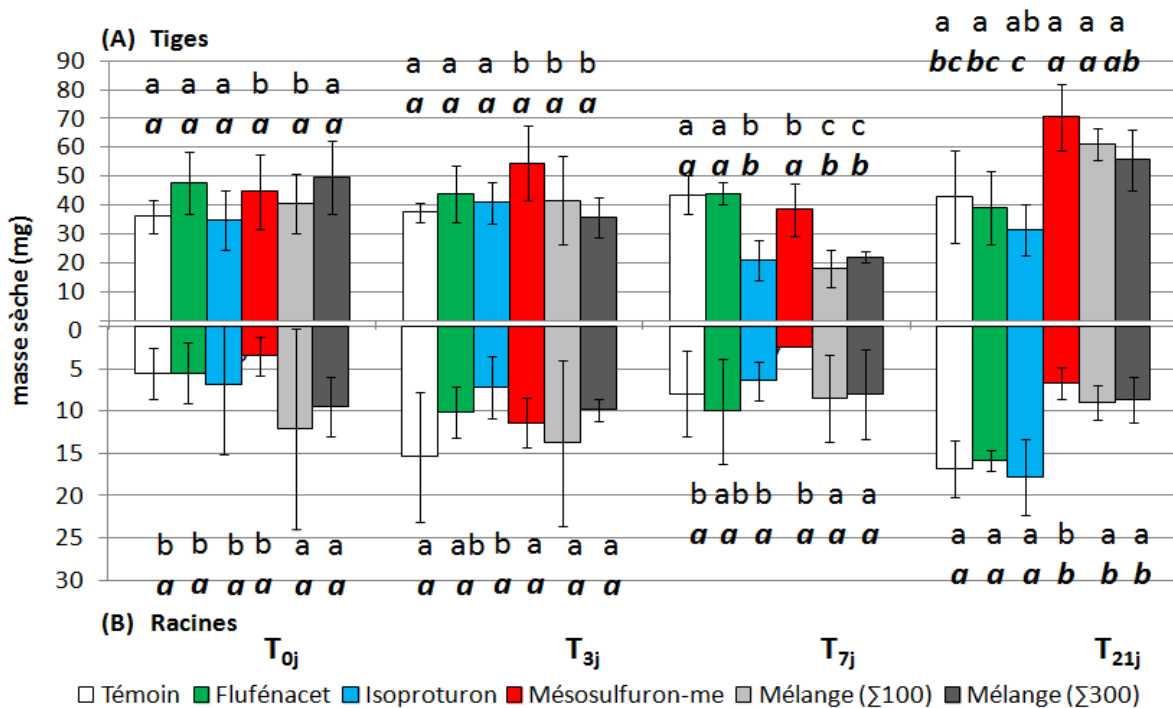 (A) Tiges
a a ab a a a
bc bc c a a ab
a a a b b b
a a a a a a
a a a b b a
a a a a a a
a a b b c c
a a b a b b
90
80
70
60
50
40
30
20
10
0
5
10
15
20
25
30
masse sèche (mg)
b ab b b a a
a a a a a a
a a a b a a
a a a b b b
b b b b a a
a a a a a a
a ab b a a a
a a a a a a
(B) Racines
T0j T3j T7j T21j
Témoin Flufénacet Isoproturon Mésosulfuron-me Mélange (∑100) Mélange (∑300)